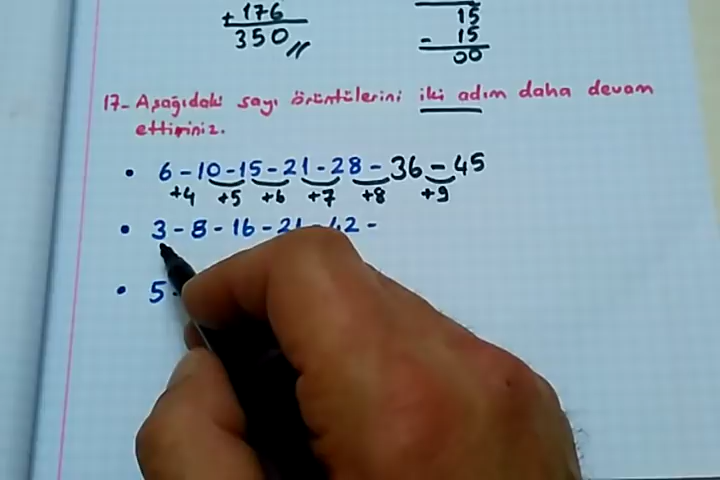 +176
350 //
15
- 15
00
17- Aşağıdaki sayı örüntülerini iki adım daha devam
ettiriniz.
• 6-10-15-21-28-36-45
+4 +5 +6 +7 +8 +9
• 3-8-16-21-42-
• 5-